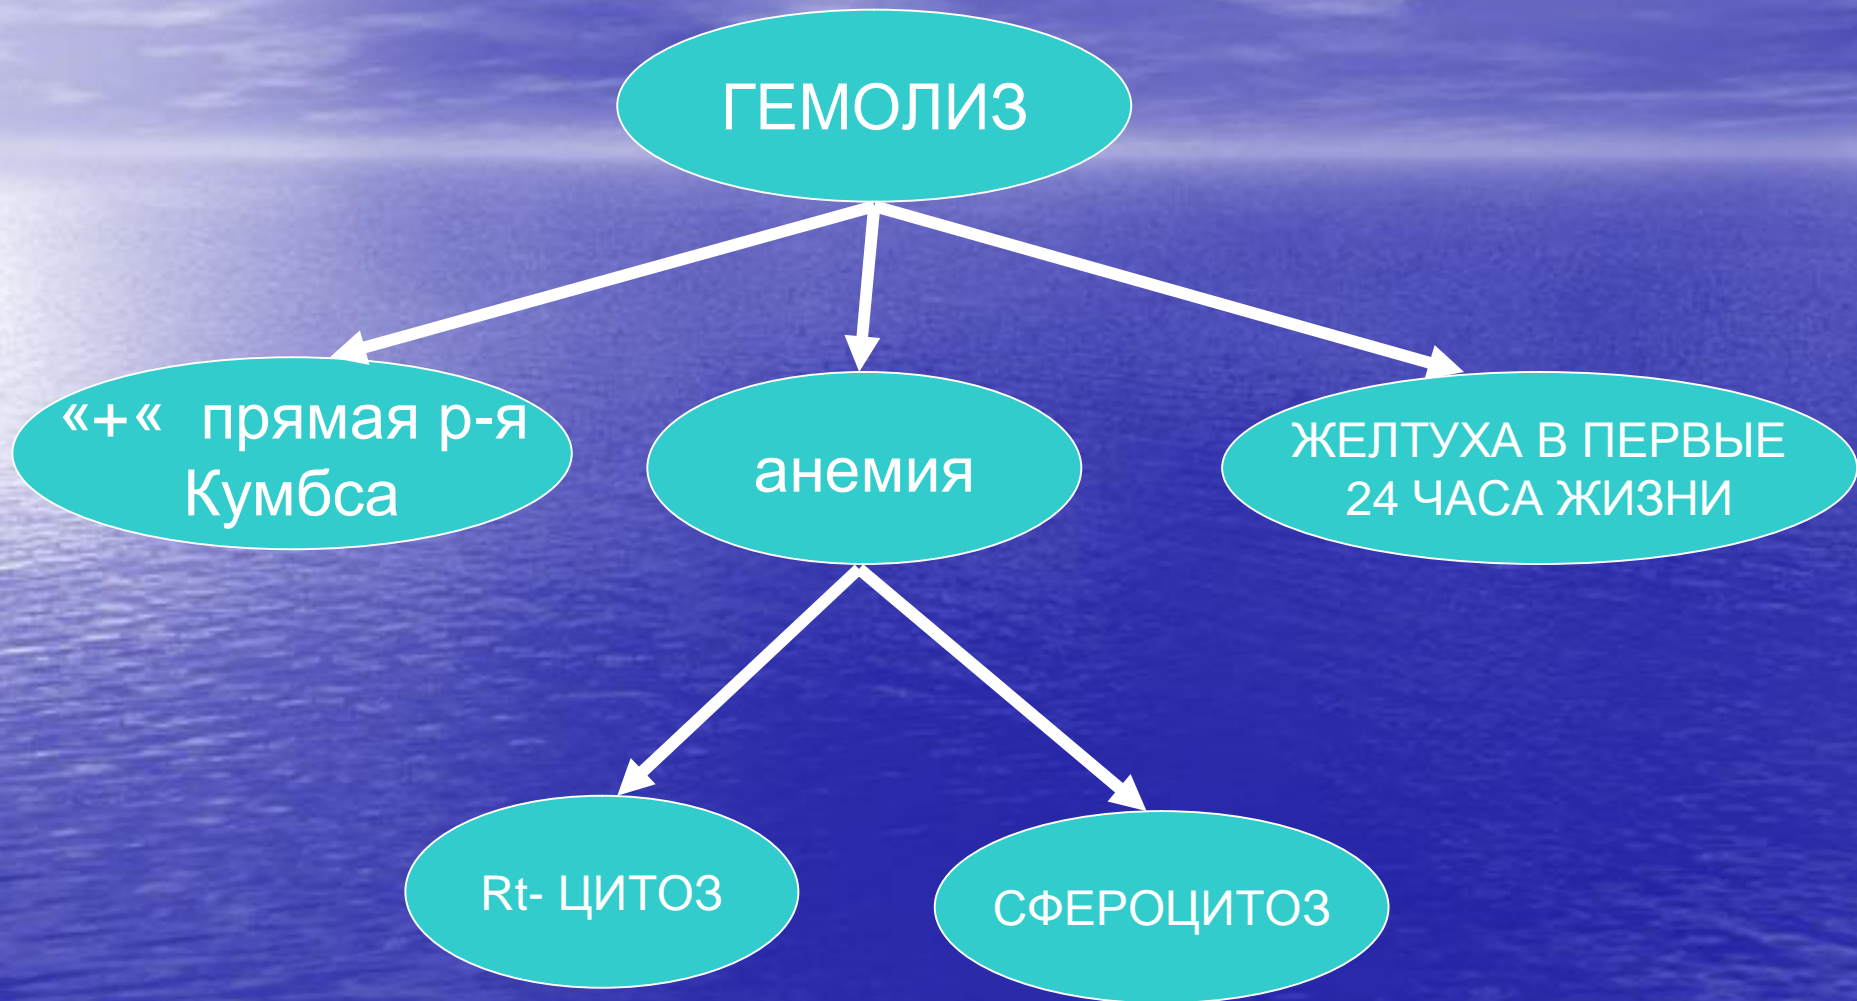 ГЕМОЛИЗ
«+« прямая р-я
Кумбса
анемия
ЖЕЛТУХА В ПЕРВЫЕ
24 ЧАСА ЖИЗНИ
Rt- ЦИТОЗ
СФЕРОЦИТОЗ